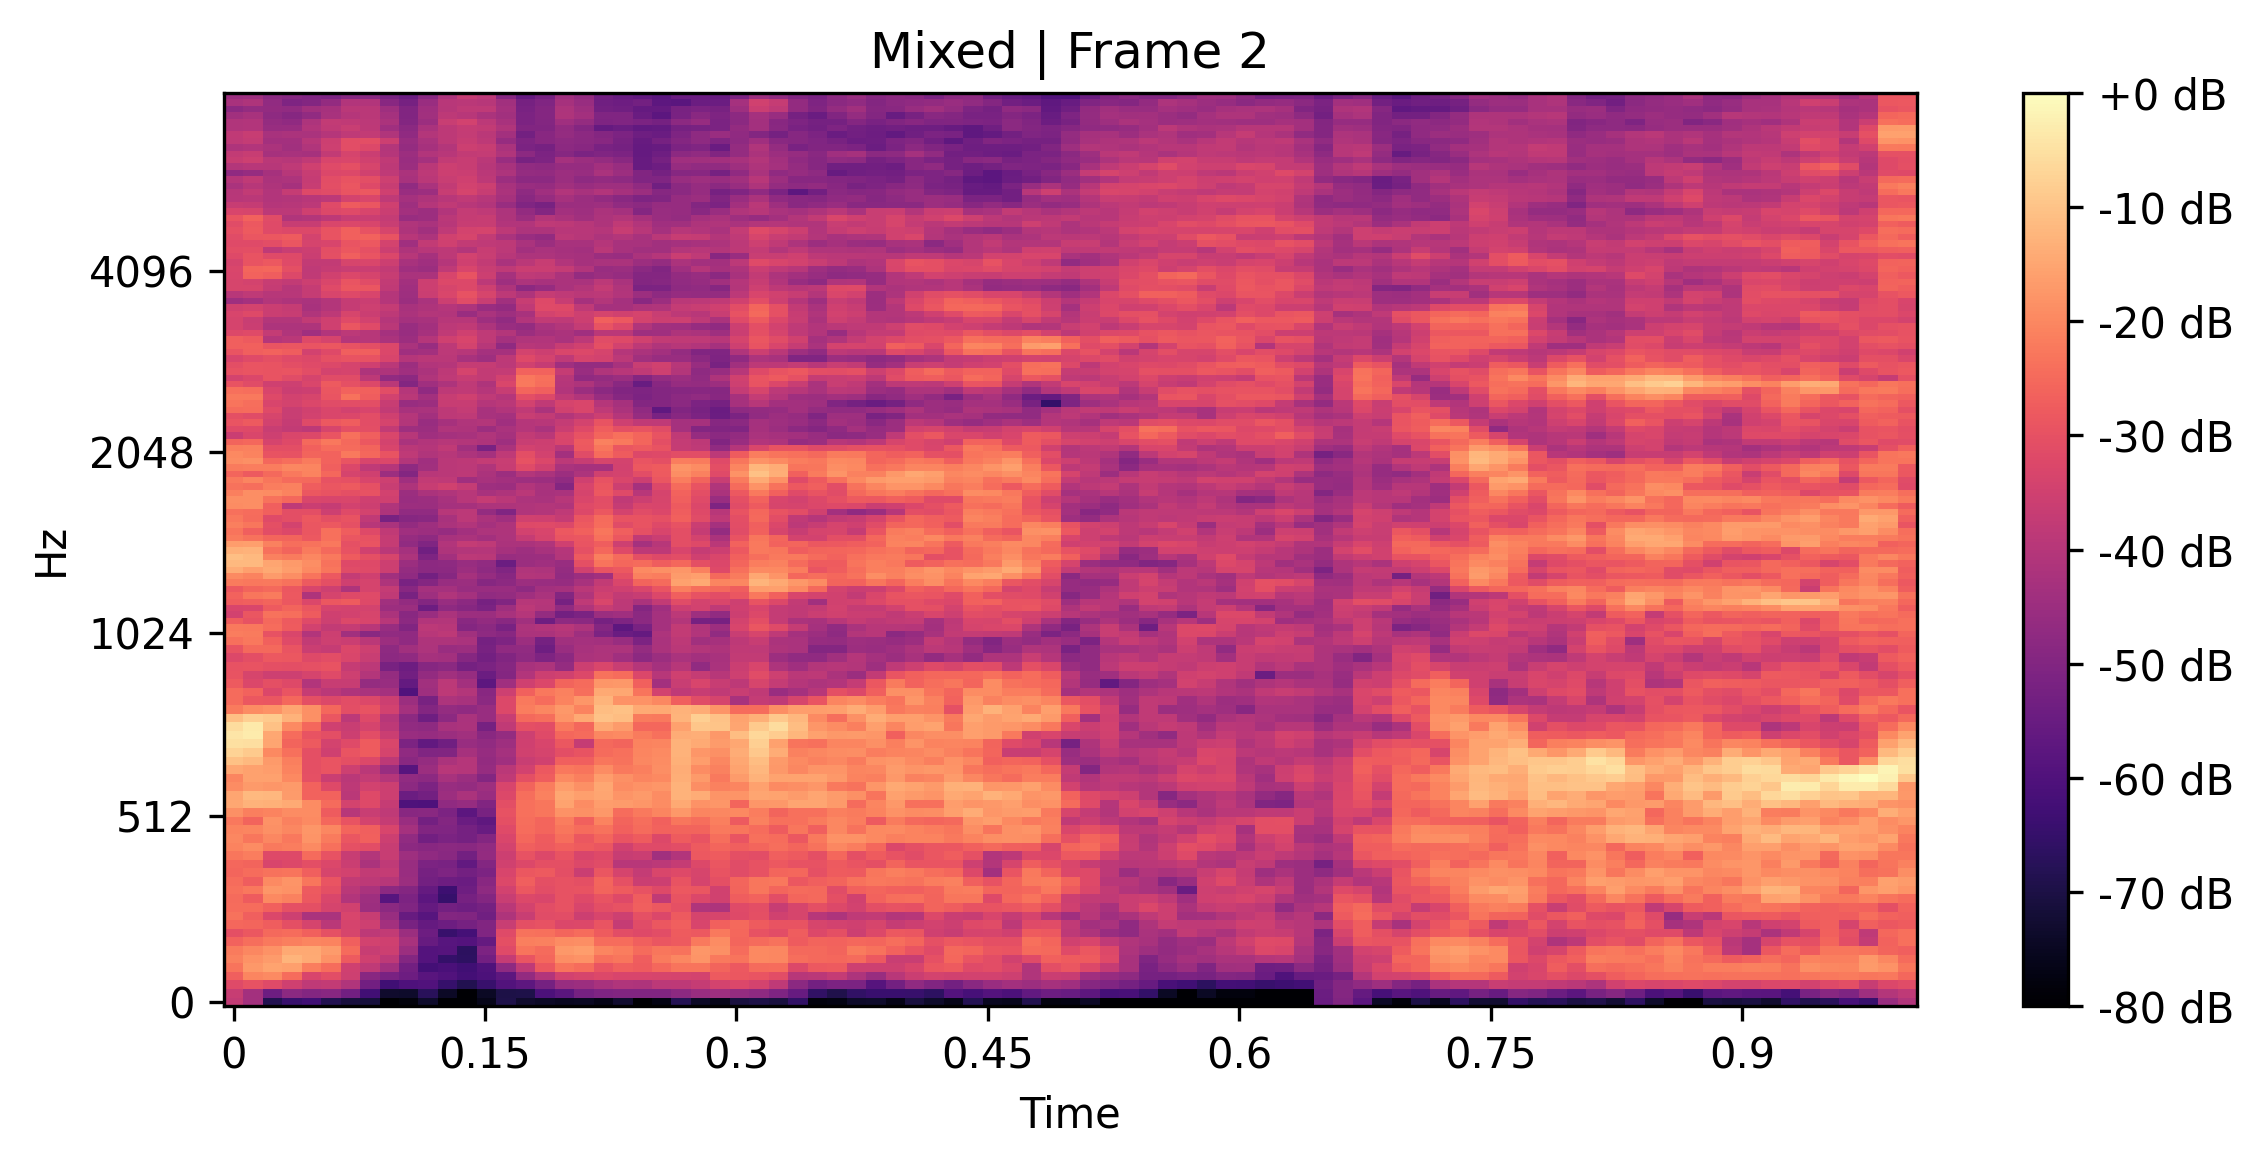 Mixed | Frame 2
+0 dB
-10 dB
-20 dB
-30 dB
-40 dB
-50 dB
-60 dB
-70 dB
-80 dB
Hz
4096
2048
1024
512
0
0 0.15 0.3 0.45 0.6 0.75 0.9
Time